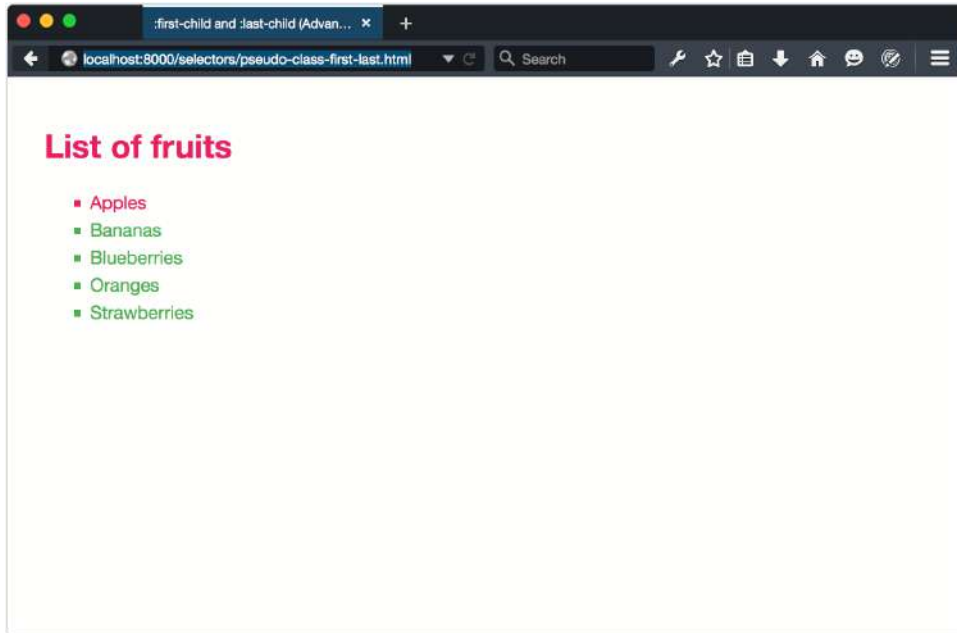 :first-child and :last-child (Advan...
localhost:8000/selectors/pseudo-class-first-last.html
Search
List of fruits
Apples
Bananas
Blueberries
Oranges
Strawberries